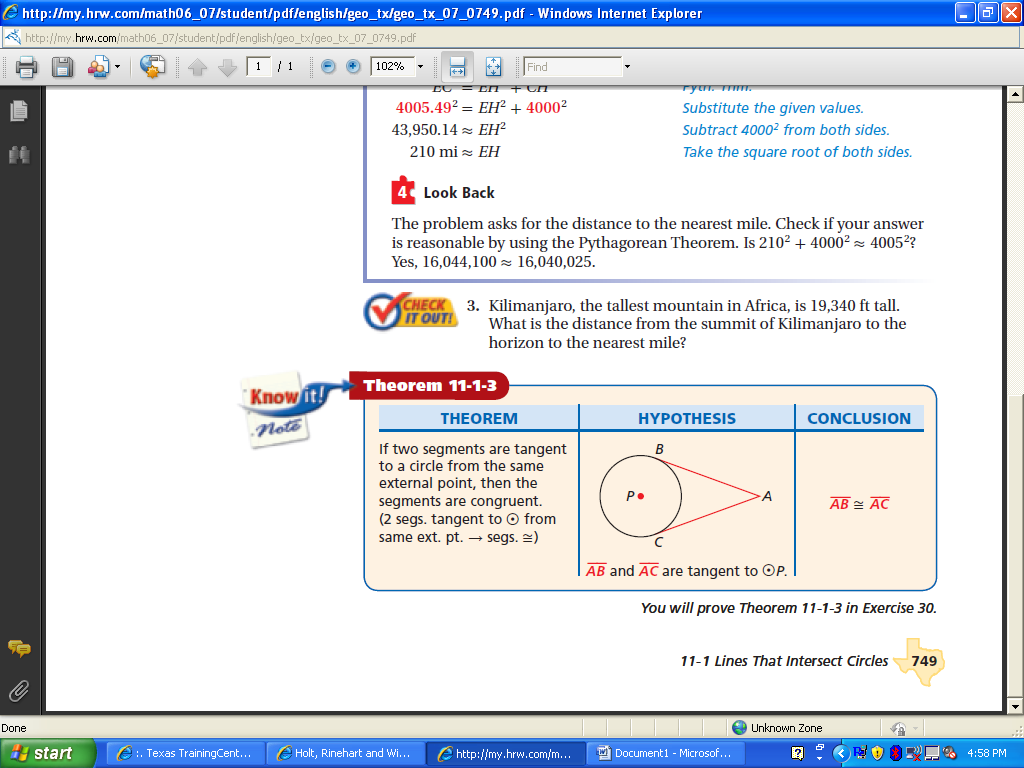 http://my.hrw.com/math06_07/student/pdf/english/geo_tx/geo_tx_07_0749.pdf - Windows Internet Explorer
http://my.hrw.com/math06_07/student/pdf/english/geo_tx/geo_tx_07_0749.pdf
1 / 1
102%
Find
EC² = EH² + CH² Pyth. Thm.
4005.49² = EH² + 4000² Substitute the given values.
43,950.14 ≈ EH² Subtract 4000² from both sides.
210 mi ≈ EH Take the square root of both sides.
4 Look Back
The problem asks for the distance to the nearest mile. Check if your answer
is reasonable by using the Pythagorean Theorem. Is 210² + 4000² ≈ 4005²?
Yes, 16,044,100 ≈ 16,040,025.
CHECK
IT OUT!
3. Kilimanjaro, the tallest mountain in Africa, is 19,340 ft tall.
What is the distance from the summit of Kilimanjaro to the
horizon to the nearest mile?
Know it!
.Note
Theorem 11-1-3
THEOREM HYPOTHESIS CONCLUSION
If two segments are tangent
to a circle from the same
external point, then the
segments are congruent.
(2 segs. tangent to ⊙ from
same ext. pt. → segs. ≅)
B
P
A
C
A̅B̅ and A̅C̅ are tangent to ⊙P.
A̅B̅ ≅ A̅C̅
You will prove Theorem 11-1-3 in Exercise 30.
11-1 Lines That Intersect Circles 749
Done
Unknown Zone
start
:. Texas TrainingCent...
Holt, Rinehart and Wi...
http://my.hrw.com/m...
Document1 - Microsof...
4:58 PM